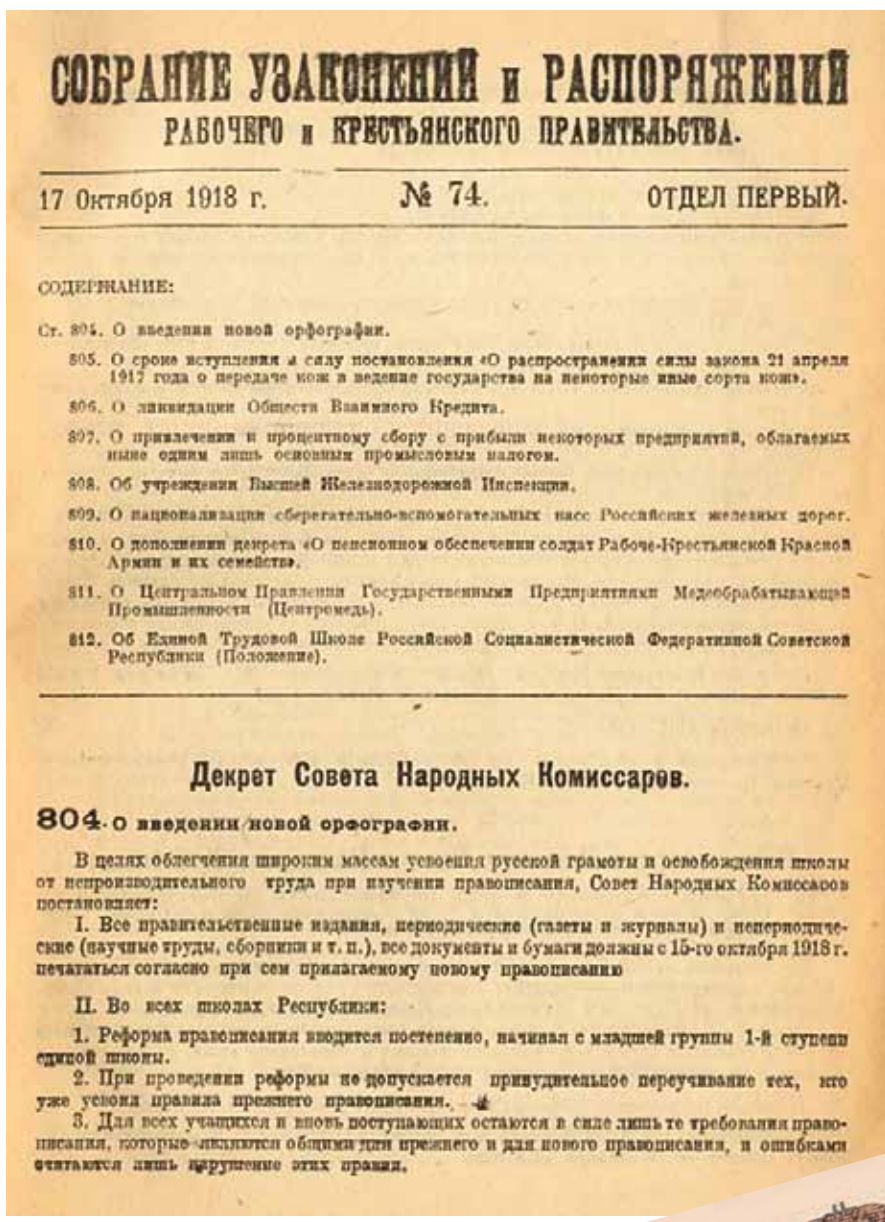 СОБРАНИЕ УЗАКОНЕНИЙ и РАСПОРЯЖЕНИЙ
РАБОЧЕГО и КРЕСТЬЯНСКОГО ПРАВИТЕЛЬСТВА.
17 Октября 1918 г. № 74. ОТДЕЛ ПЕРВЫЙ.
СОДЕРЖАНИЕ:
Ст. 804. О введении новой орфографии.
805. О сроке вступления в силу постановления «О распространении силы закона 21 апреля
1917 года о передаче кож в ведение государства на некоторые иные сорта кож».
806. О ликвидации Обществ Взаимного Кредита.
807. О привлечении к процентному сбору с прибыли некоторых предприятий, облагаемых
ныне одним лишь основным промысловым налогом.
808. Об учреждении Высшей Железнодорожной Инспекции.
809. О национализации сберегательно-вспомогательных касс Российских железных дорог.
810. О дополнении декрета «О пенсионном обеспечении солдат Рабоче-Крестьянской Красной
Армии и их семейств».
811. О Центральном Правлении Государственными Предприятиями Медеобрабатывающей
Промышленности (Центромедь).
812. Об Единой Трудовой Школе Российской Социалистической Федеративной Советской
Республики (Положение).
Декрет Совета Народных Комиссаров.
804. О введении новой орфографии.
В целях облегчения широким массам усвоения русской грамоты и освобождения школы
от непроизводительного труда при изучении правописания, Совет Народных Комиссаров
постановляет:
I. Все правительственные издания, периодические (газеты и журналы) и непериодиче-
ские (научные труды, сборники и т. п.), все документы и бумаги должны с 15-го октября 1918 г.
печататься согласно при сем прилагаемому новому правописанию
II. Во всех школах Республики:
1. Реформа правописания вводится постепенно, начиная с младшей группы 1-й ступени
единой школы.
2. При проведении реформы не допускается принудительное переучивание тех, кто
уже усвоил правила прежнего правописания.
3. Для всех учащихся и вновь поступающих остаются в силе лишь те требования право-
писания, которые являются общими для прежнего и для нового правописания, и ошибками
считаются лишь нарушение этих правил.